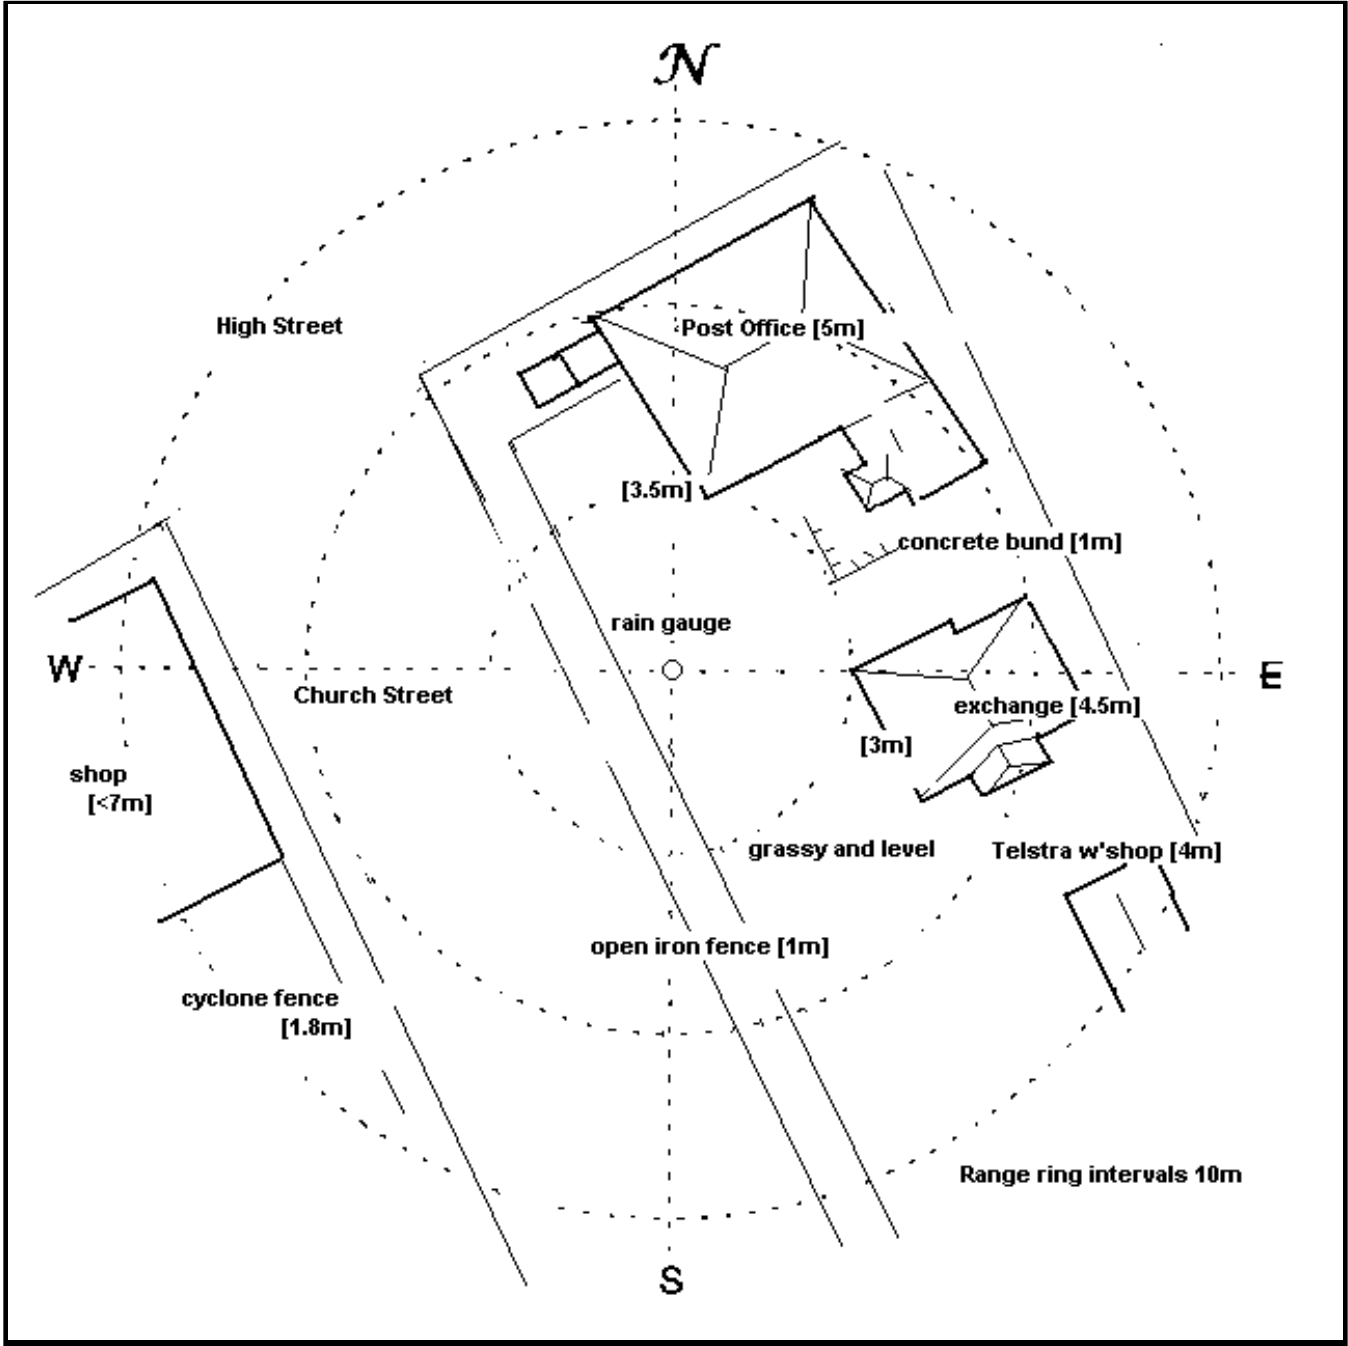 N
High Street
Post Office [5m]
[3.5m]
concrete bund [1m]
rain gauge
W
E
Church Street
exchange [4.5m]
[3m]
shop
[<7m]
grassy and level
Telstra w'shop [4m]
open iron fence [1m]
cyclone fence
[1.8m]
Range ring intervals 10m
S